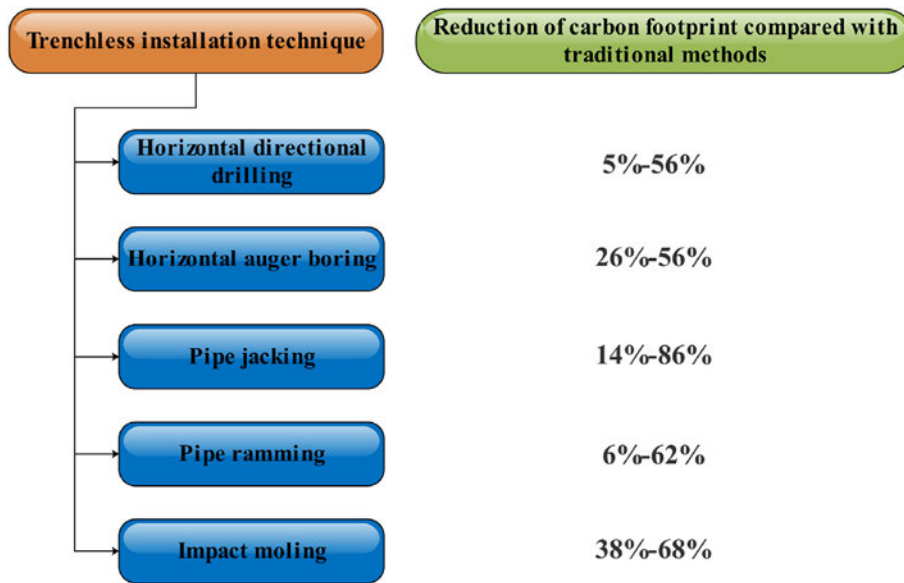 Trenchless installation technique
Reduction of carbon footprint compared with
traditional methods
Horizontal directional
drilling
5%-56%
Horizontal auger boring
26%-56%
Pipe jacking
14%-86%
Pipe ramming
6%-62%
Impact moling
38%-68%